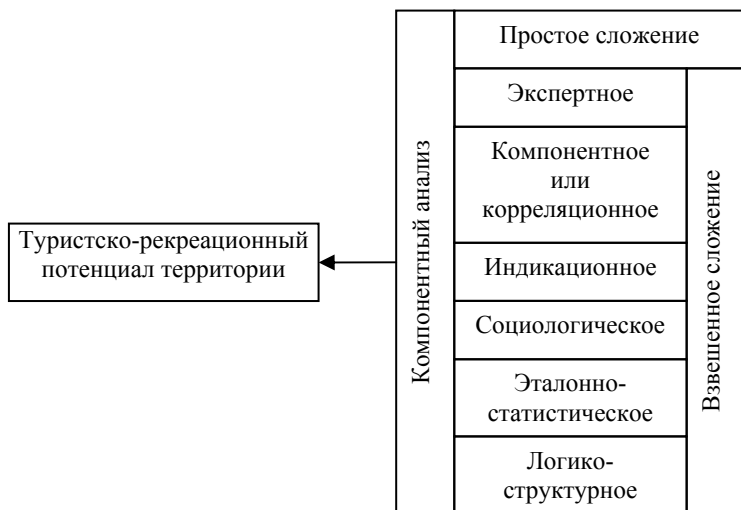 Простое сложение
Экспертное
Компонентное
или
корреляционное
Туристско-рекреационный
потенциал территории
Компонентный анализ
Индикационное
Социологическое
Эталонно-
статистическое
Логико-
структурное
Взвешенное сложение